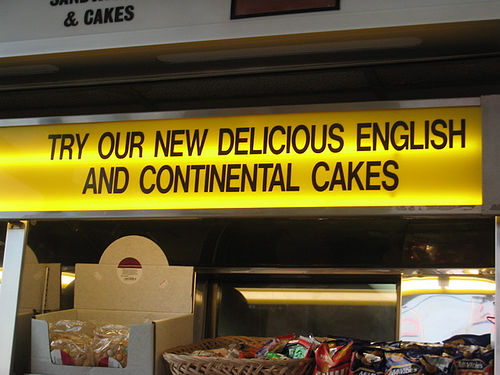 & CAKES
TRY OUR NEW DELICIOUS ENGLISH
AND CONTINENTAL CAKES